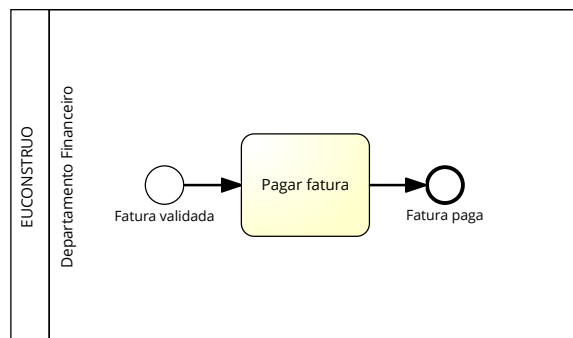 EUCONSTRUO
Departamento Financeiro
Fatura validada
Pagar fatura
Fatura paga